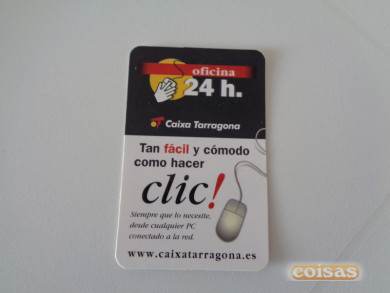 oficina
24 h.
Caixa Tarragona
Tan fácil y cómodo
como hacer
clic!
Siempre que lo necesite,
desde cualquier PC
conectado a la red.
www.caixatarragona.es
coisas